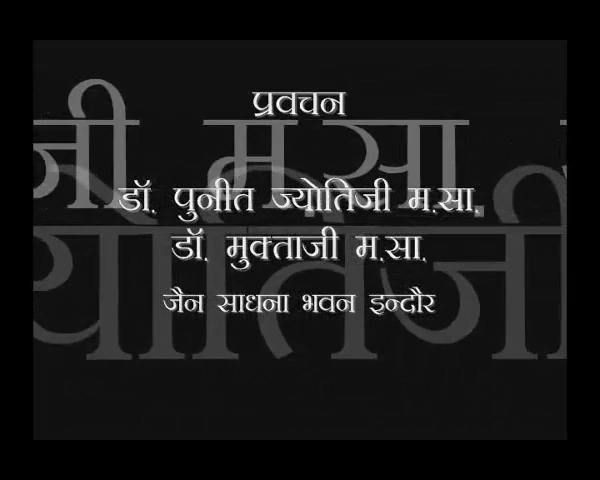 प्रवचन
जी म.सा.
डॉ. पुनीत ज्योतिजी म.सा.
डॉ. मुक्ताजी म.सा.
योतिजी
जैन साधना भवन इन्दौर